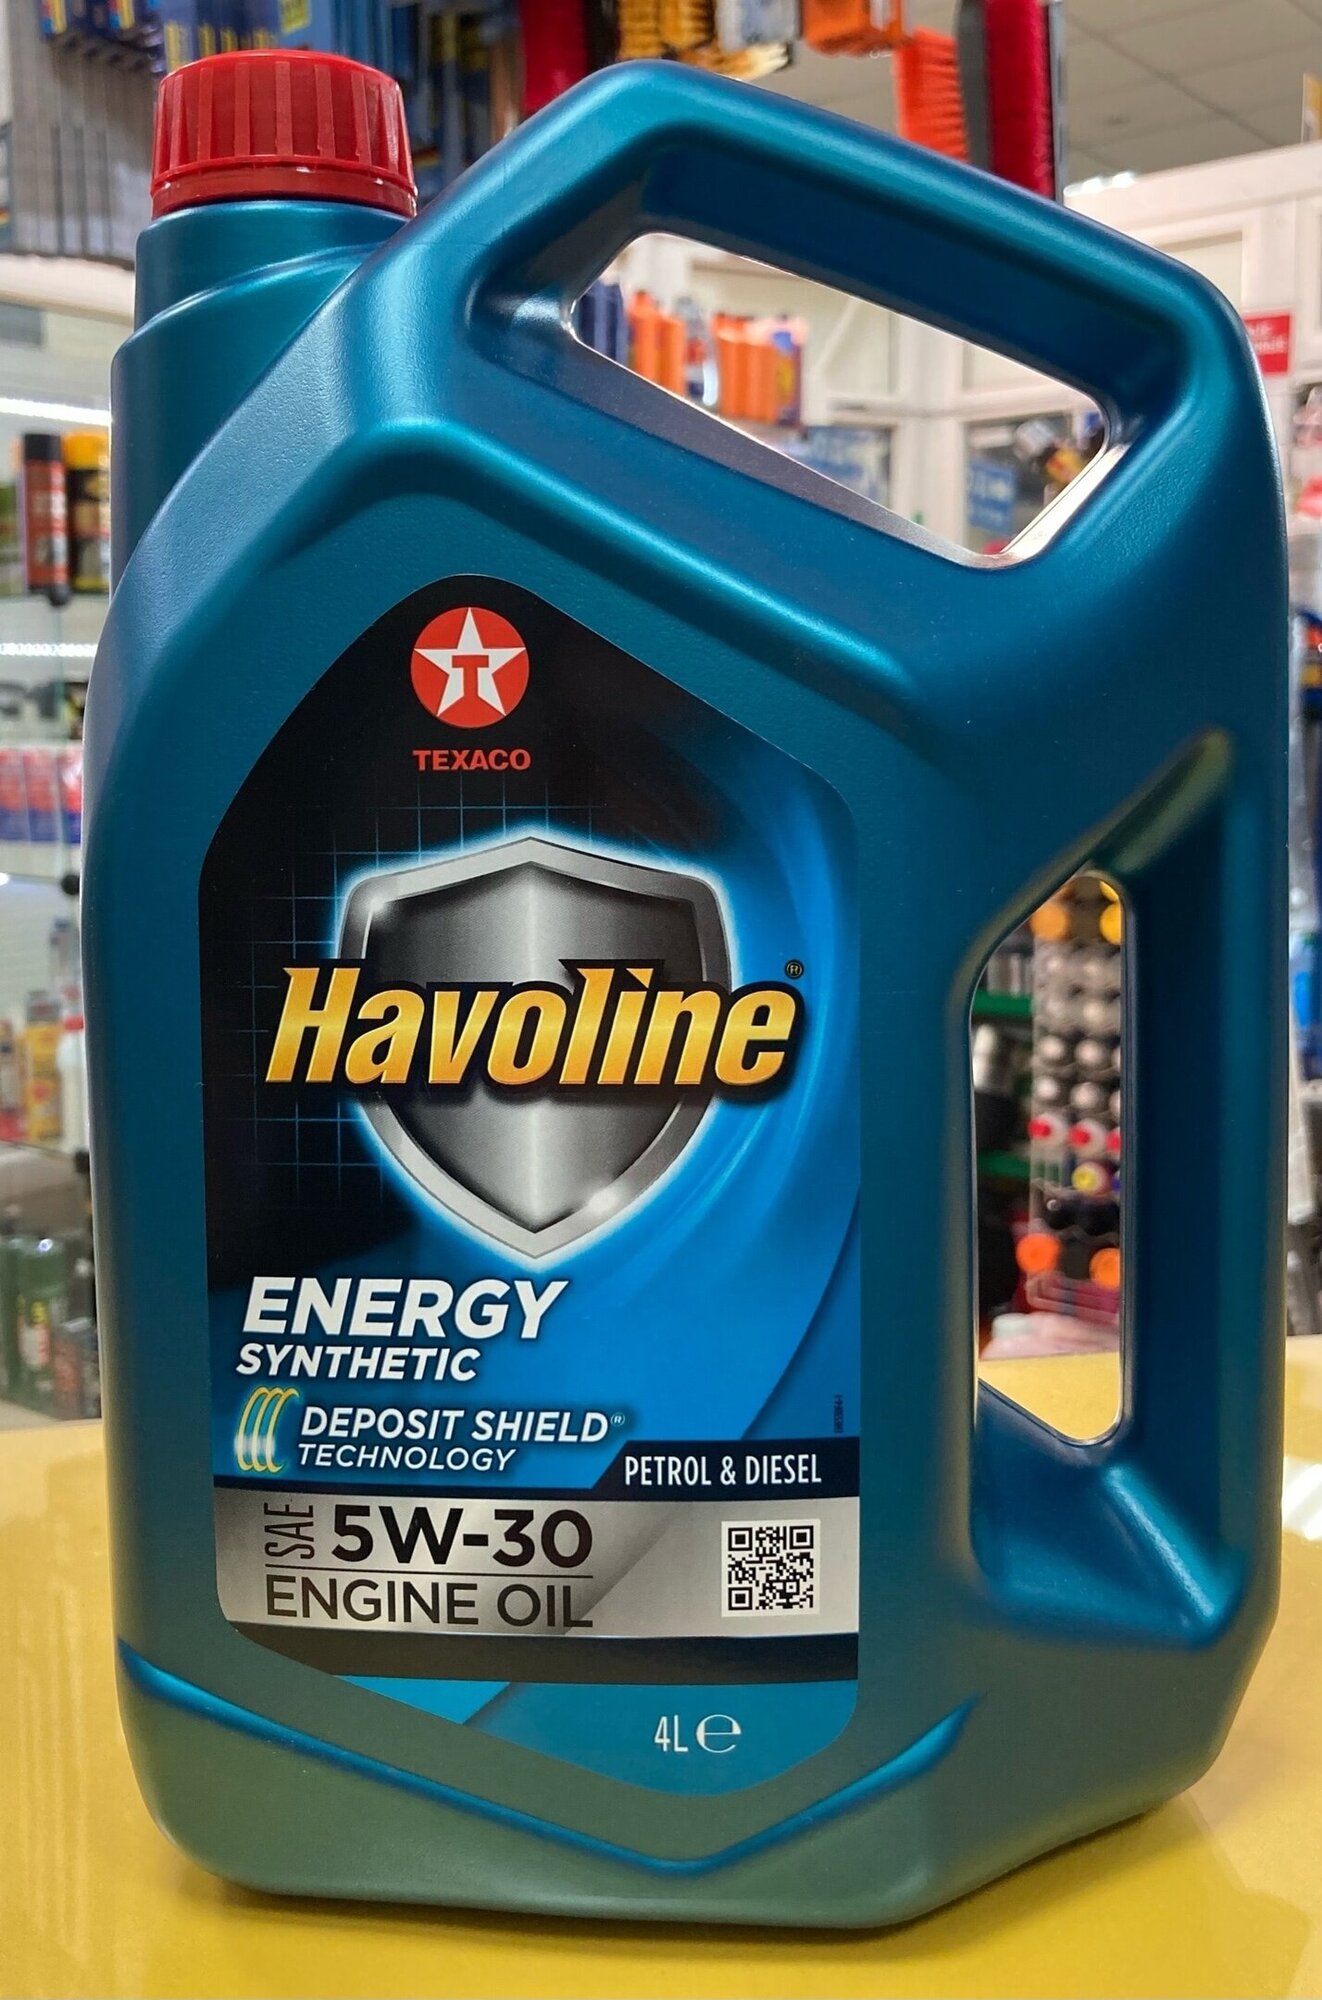 TEXACO
Havoline®
ENERGY
SYNTHETIC
DEPOSIT SHIELD®
TECHNOLOGY
PETROL & DIESEL
SAE 5W-30
ENGINE OIL
4L ℮